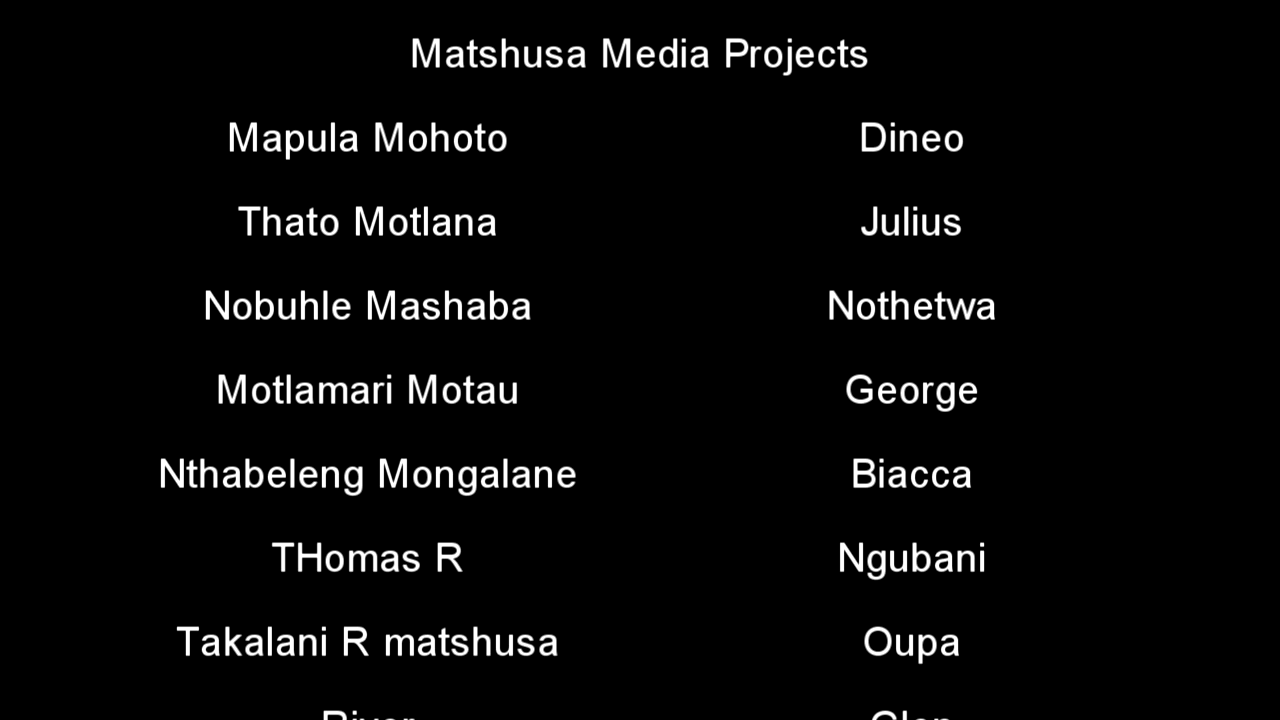 Matshusa Media Projects
Mapula Mohoto Dineo
Thato Motlana Julius
Nobuhle Mashaba Nothetwa
Motlamari Motau George
Nthabeleng Mongalane Biacca
THomas R Ngubani
Takalani R matshusa Oupa